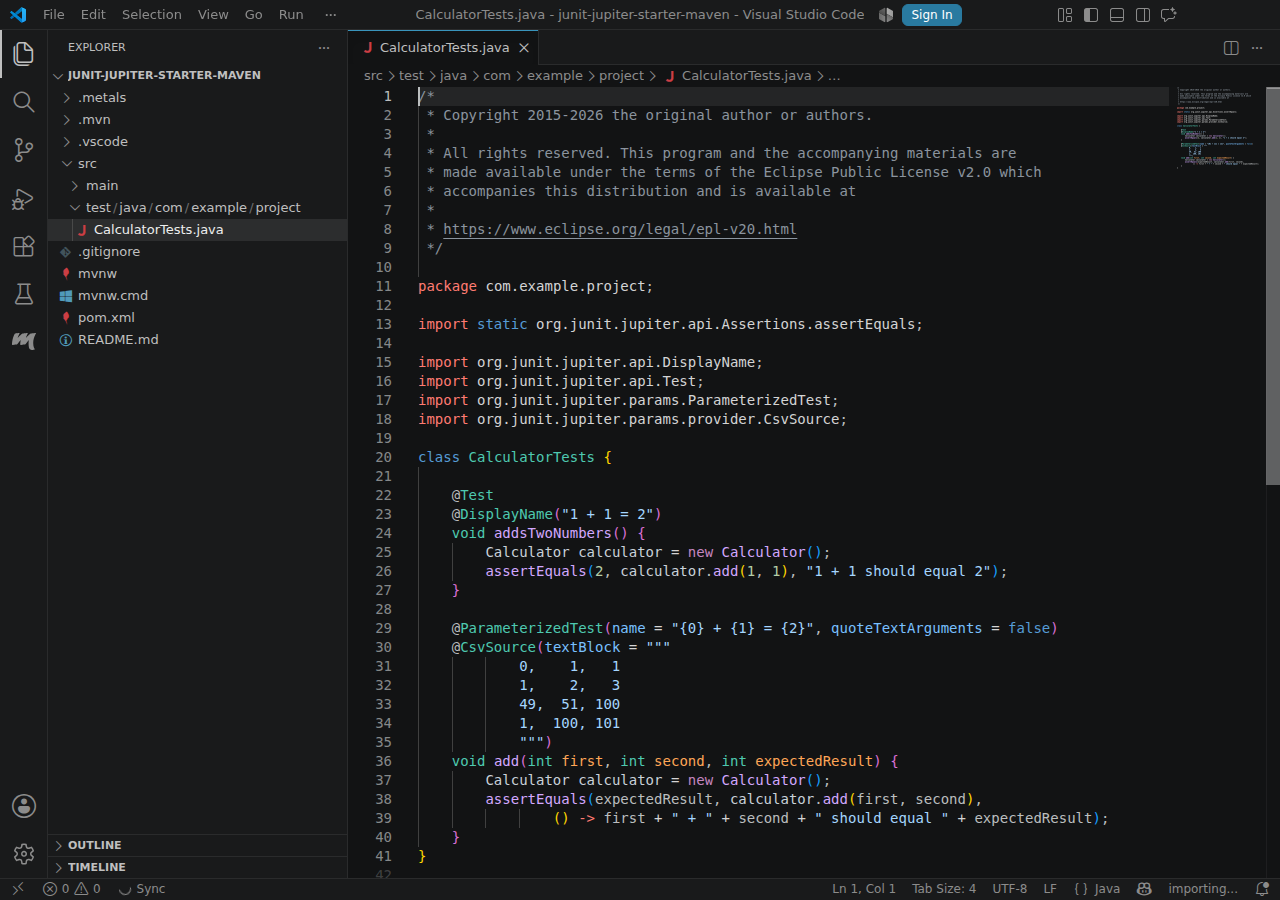 File Edit Selection View Go Run ··· CalculatorTests.java - junit-jupiter-starter-maven - Visual Studio Code Sign In
EXPLORER ···
JUNIT-JUPITER-STARTER-MAVEN
.metals
.mvn
.vscode
src
main
test/java/com/example/project
CalculatorTests.java
.gitignore
mvnw
mvnw.cmd
pom.xml
README.md
OUTLINE
TIMELINE
CalculatorTests.java ···
src > test > java > com > example > project > CalculatorTests.java > ...
1 /*
2 * Copyright 2015-2026 the original author or authors.
3 *
4 * All rights reserved. This program and the accompanying materials are
5 * made available under the terms of the Eclipse Public License v2.0 which
6 * accompanies this distribution and is available at
7 *
8 * https://www.eclipse.org/legal/epl-v20.html
9 */
10
11 package com.example.project;
12
13 import static org.junit.jupiter.api.Assertions.assertEquals;
14
15 import org.junit.jupiter.api.DisplayName;
16 import org.junit.jupiter.api.Test;
17 import org.junit.jupiter.params.ParameterizedTest;
18 import org.junit.jupiter.params.provider.CsvSource;
19
20 class CalculatorTests {
21
22 @Test
23 @DisplayName("1 + 1 = 2")
24 void addsTwoNumbers() {
25 Calculator calculator = new Calculator();
26 assertEquals(2, calculator.add(1, 1), "1 + 1 should equal 2");
27 }
28
29 @ParameterizedTest(name = "{0} + {1} = {2}", quoteTextArguments = false)
30 @CsvSource(textBlock = """
31 0, 1, 1
32 1, 2, 3
33 49, 51, 100
34 1, 100, 101
35 """)
36 void add(int first, int second, int expectedResult) {
37 Calculator calculator = new Calculator();
38 assertEquals(expectedResult, calculator.add(first, second),
39 () -> first + " + " + second + " should equal " + expectedResult);
40 }
41 }
42
0 0 Sync Ln 1, Col 1 Tab Size: 4 UTF-8 LF { } Java importing...